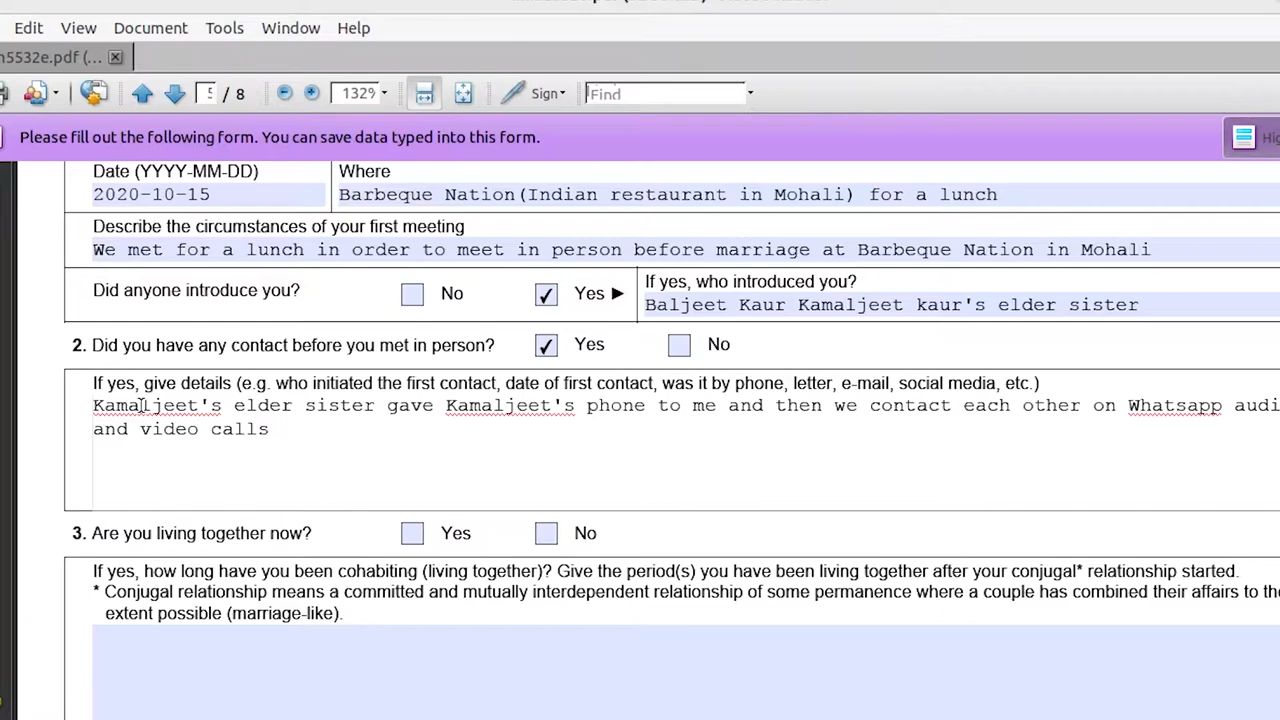 Edit View Document Tools Window Help
n5532e.pdf (...
/ 8 132% Sign Find
Please fill out the following form. You can save data typed into this form.
Date (YYYY-MM-DD) Where
2020-10-15 Barbeque Nation(Indian restaurant in Mohali) for a lunch
Describe the circumstances of your first meeting
We met for a lunch in order to meet in person before marriage at Barbeque Nation in Mohali
Did anyone introduce you? No ✓ Yes ► If yes, who introduced you?
Baljeet Kaur Kamaljeet kaur's elder sister
2. Did you have any contact before you met in person? ✓ Yes No
If yes, give details (e.g. who initiated the first contact, date of first contact, was it by phone, letter, e-mail, social media, etc.)
Kamaljeet's elder sister gave Kamaljeet's phone to me and then we contact each other on Whatsapp audi
and video calls
3. Are you living together now? Yes No
If yes, how long have you been cohabiting (living together)? Give the period(s) you have been living together after your conjugal* relationship started.
* Conjugal relationship means a committed and mutually interdependent relationship of some permanence where a couple has combined their affairs to the
extent possible (marriage-like).